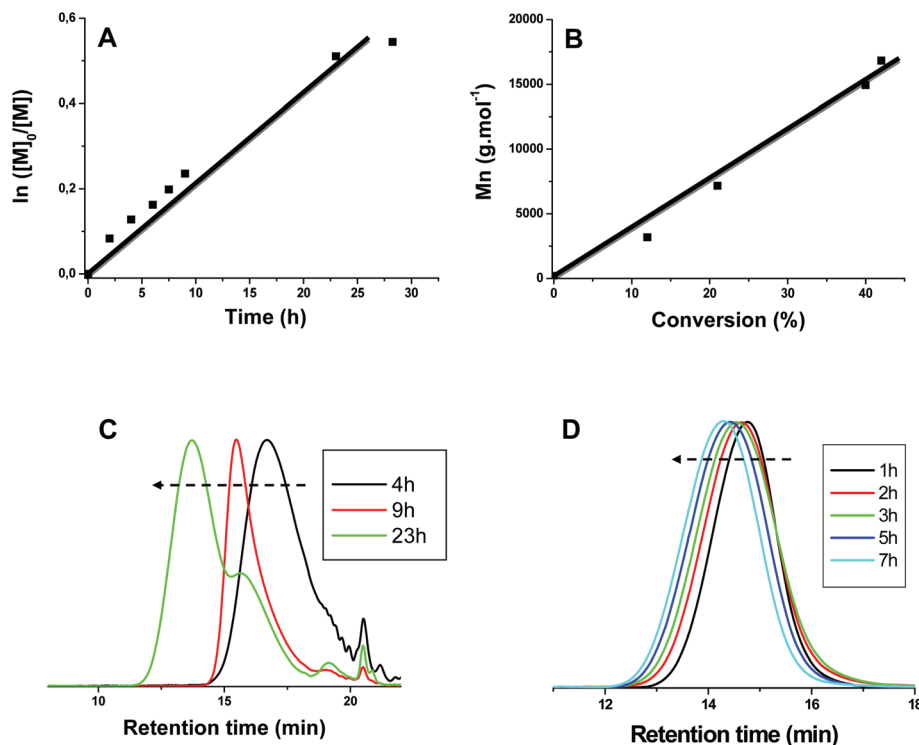 A
0,6
0,4
0,2
0,0
ln ([M]₀/[M])
0
5
10
15
20
25
30
Time (h)
B
20000
15000
10000
5000
0
Mn (g.mol⁻¹)
0
10
20
30
40
Conversion (%)
C
4h
9h
23h
10
15
20
Retention time (min)
D
1h
2h
3h
5h
7h
12
14
16
18
Retention time (min)